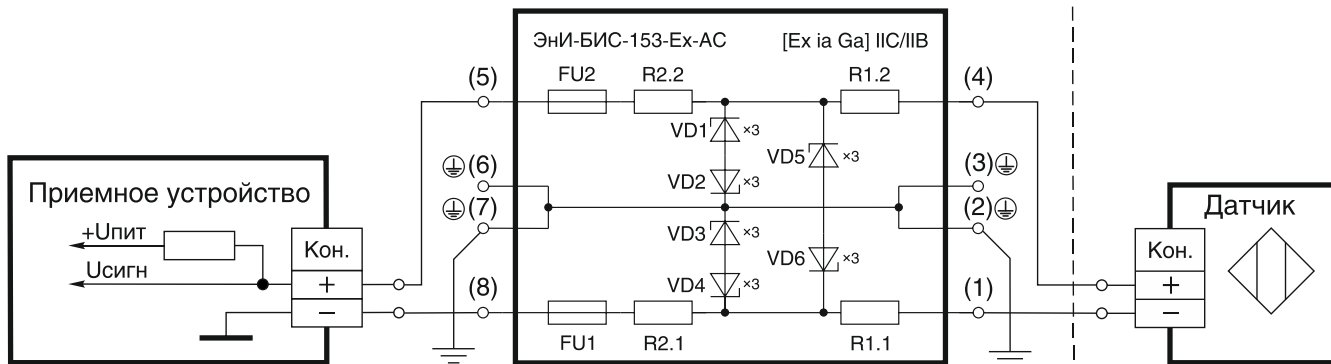 ЭнИ-БИС-153-Ex-AC [Ex ia Ga] IIC/IIB
(5) FU2 R2.2 R1.2 (4)
VD1 ×3
VD5 ×3
(6) VD2 ×3 (3)
Приемное устройство
(7) (2) Датчик
+Uпит Кон. VD3 ×3 Кон.
VD6 ×3
Uсигн + (8) VD4 ×3 (1) +
− −
FU1 R2.1 R1.1